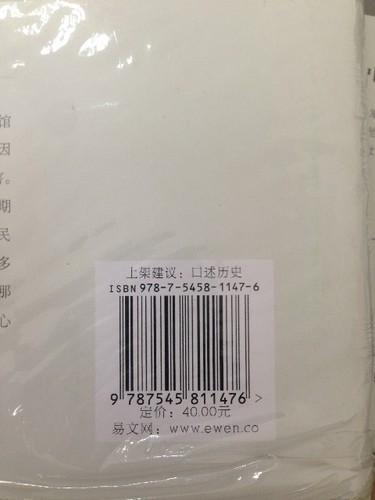 馆
因
期
民
多
那
心
上架建议：口述历史
ISBN 978-7-5458-1147-6
9 787545 811476 >
定价：40.00元
易文网：www.ewen.co